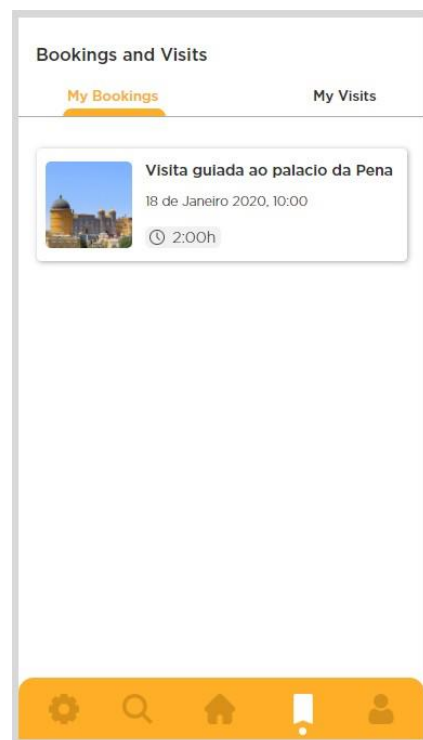 Bookings and Visits
My Bookings My Visits
Visita guiada ao palacio da Pena
18 de Janeiro 2020, 10:00
2:00h